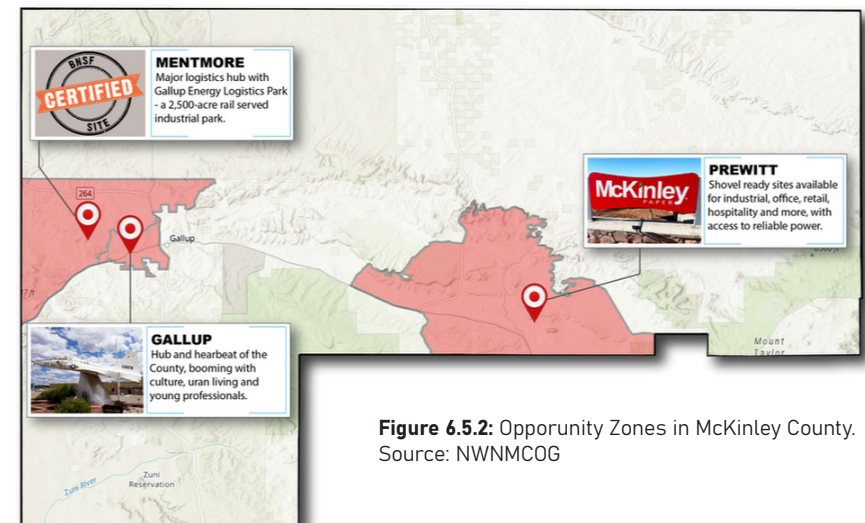 BNSF
CERTIFIED
SITE
MENTMORE
Major logistics hub with
Gallup Energy Logistics Park
- a 2,500-acre rail served
industrial park.
264
Gallup
McKinley
PAPER
PREWITT
Shovel ready sites available
for industrial, office, retail,
hospitality and more, with
access to reliable power.
GALLUP
Hub and hearbeat of the
County, booming with
culture, uran living and
young professionals.
Mount
Taylor
Zuni River
Zuni
Reservation
Figure 6.5.2: Opporunity Zones in McKinley County.
Source: NWNMCOG